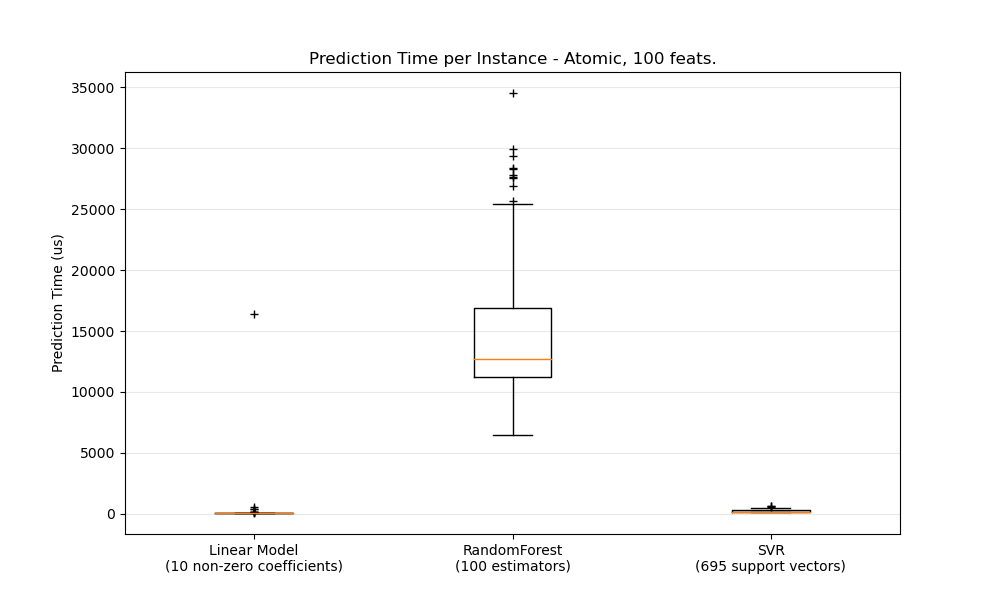 Prediction Time per Instance - Atomic, 100 feats.
Prediction Time (us)
35000
30000
25000
20000
15000
10000
5000
0
Linear Model
(10 non-zero coefficients)
RandomForest
(100 estimators)
SVR
(695 support vectors)